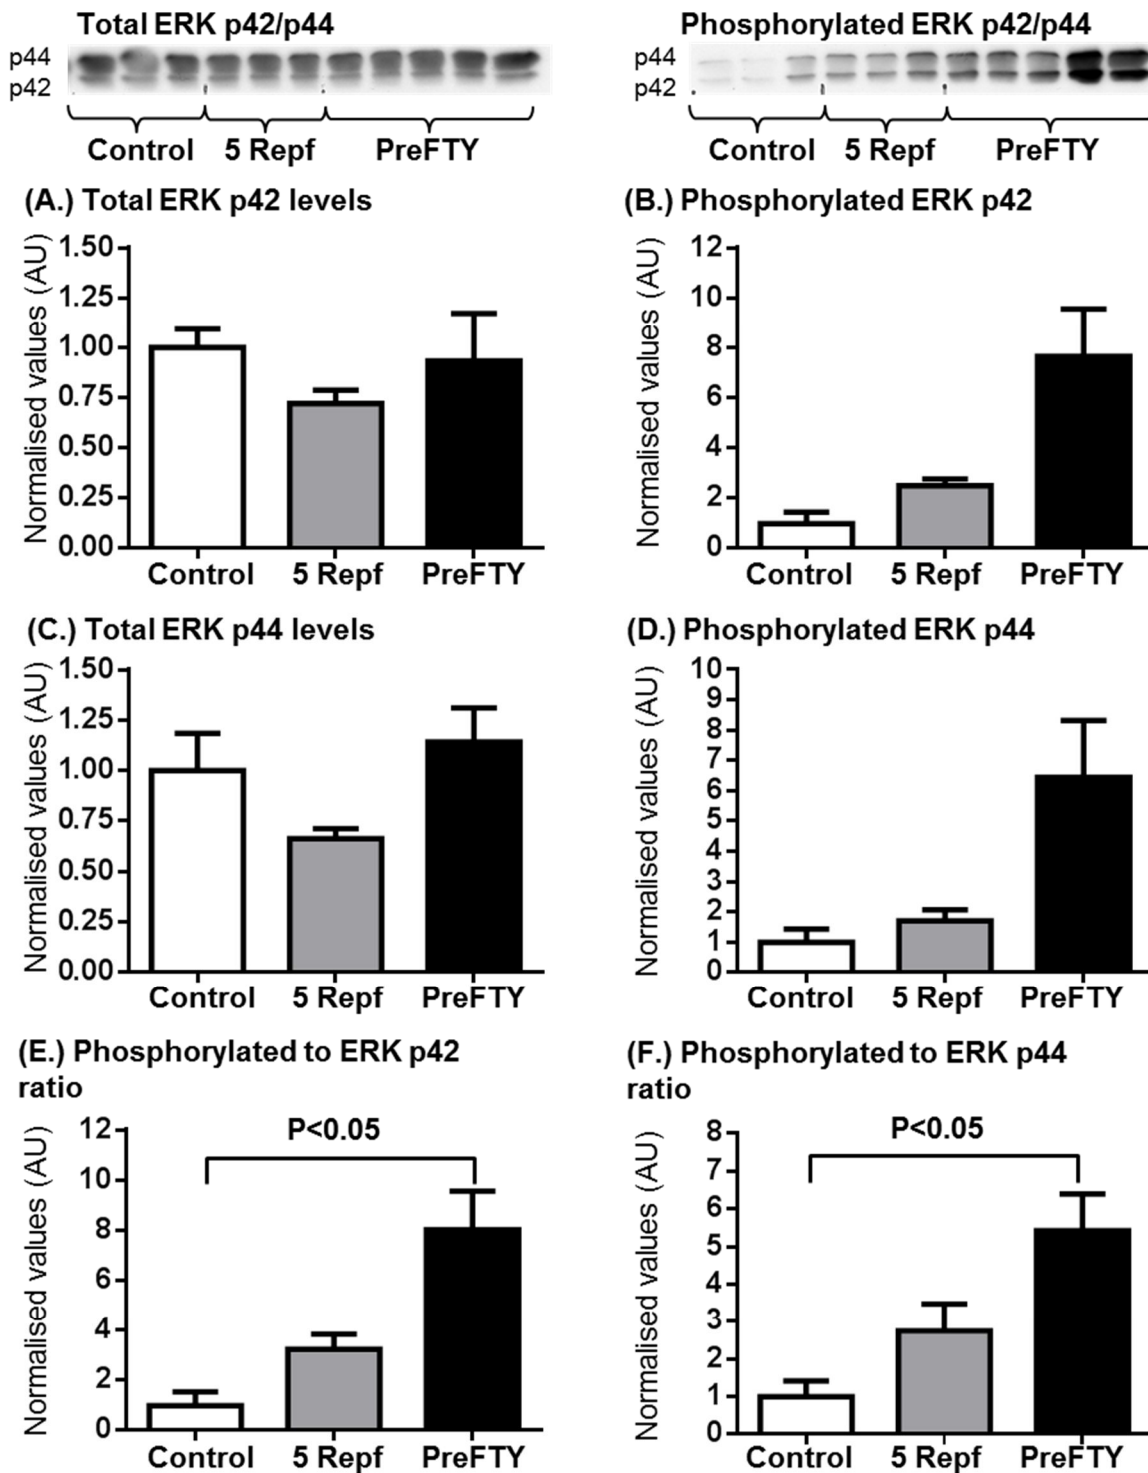 Total ERK p42/p44
p44
p42
Control 5 Repf PreFTY
Phosphorylated ERK p42/p44
p44
p42
Control 5 Repf PreFTY
(A.) Total ERK p42 levels
Normalised values (AU)
1.50
1.25
1.00
0.75
0.50
0.25
0.00
Control 5 Repf PreFTY
(B.) Phosphorylated ERK p42
Normalised values (AU)
12
10
8
6
4
2
0
Control 5 Repf PreFTY
(C.) Total ERK p44 levels
Normalised values (AU)
1.50
1.25
1.00
0.75
0.50
0.25
0.00
Control 5 Repf PreFTY
(D.) Phosphorylated ERK p44
Normalised values (AU)
10
9
8
7
6
5
4
3
2
1
0
Control 5 Repf PreFTY
(E.) Phosphorylated to ERK p42
ratio
Normalised values (AU)
12
10
8
6
4
2
0
P<0.05
Control 5 Repf PreFTY
(F.) Phosphorylated to ERK p44
ratio
Normalised values (AU)
8
7
6
5
4
3
2
1
0
P<0.05
Control 5 Repf PreFTY